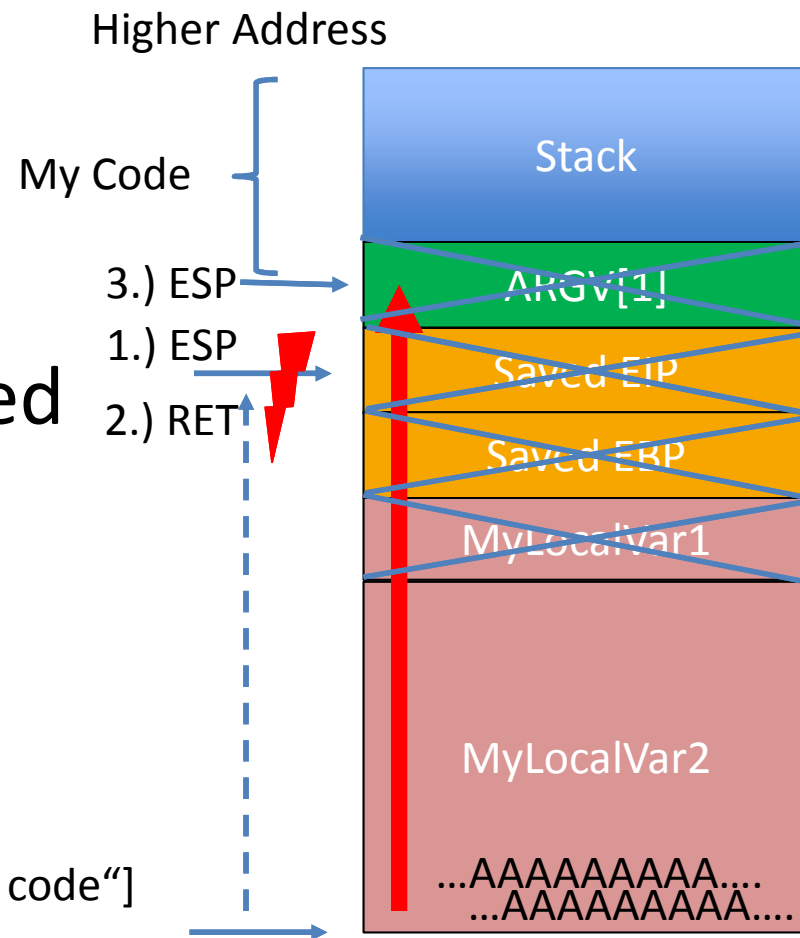 Higher Address
Stack
My Code
3.) ESP
ARGV[1]
1.) ESP
Saved EIP
ed
2.) RET
Saved EBP
MyLocalVar1
MyLocalVar2
code“]
...AAAAAAAAA....
...AAAAAAAAA....